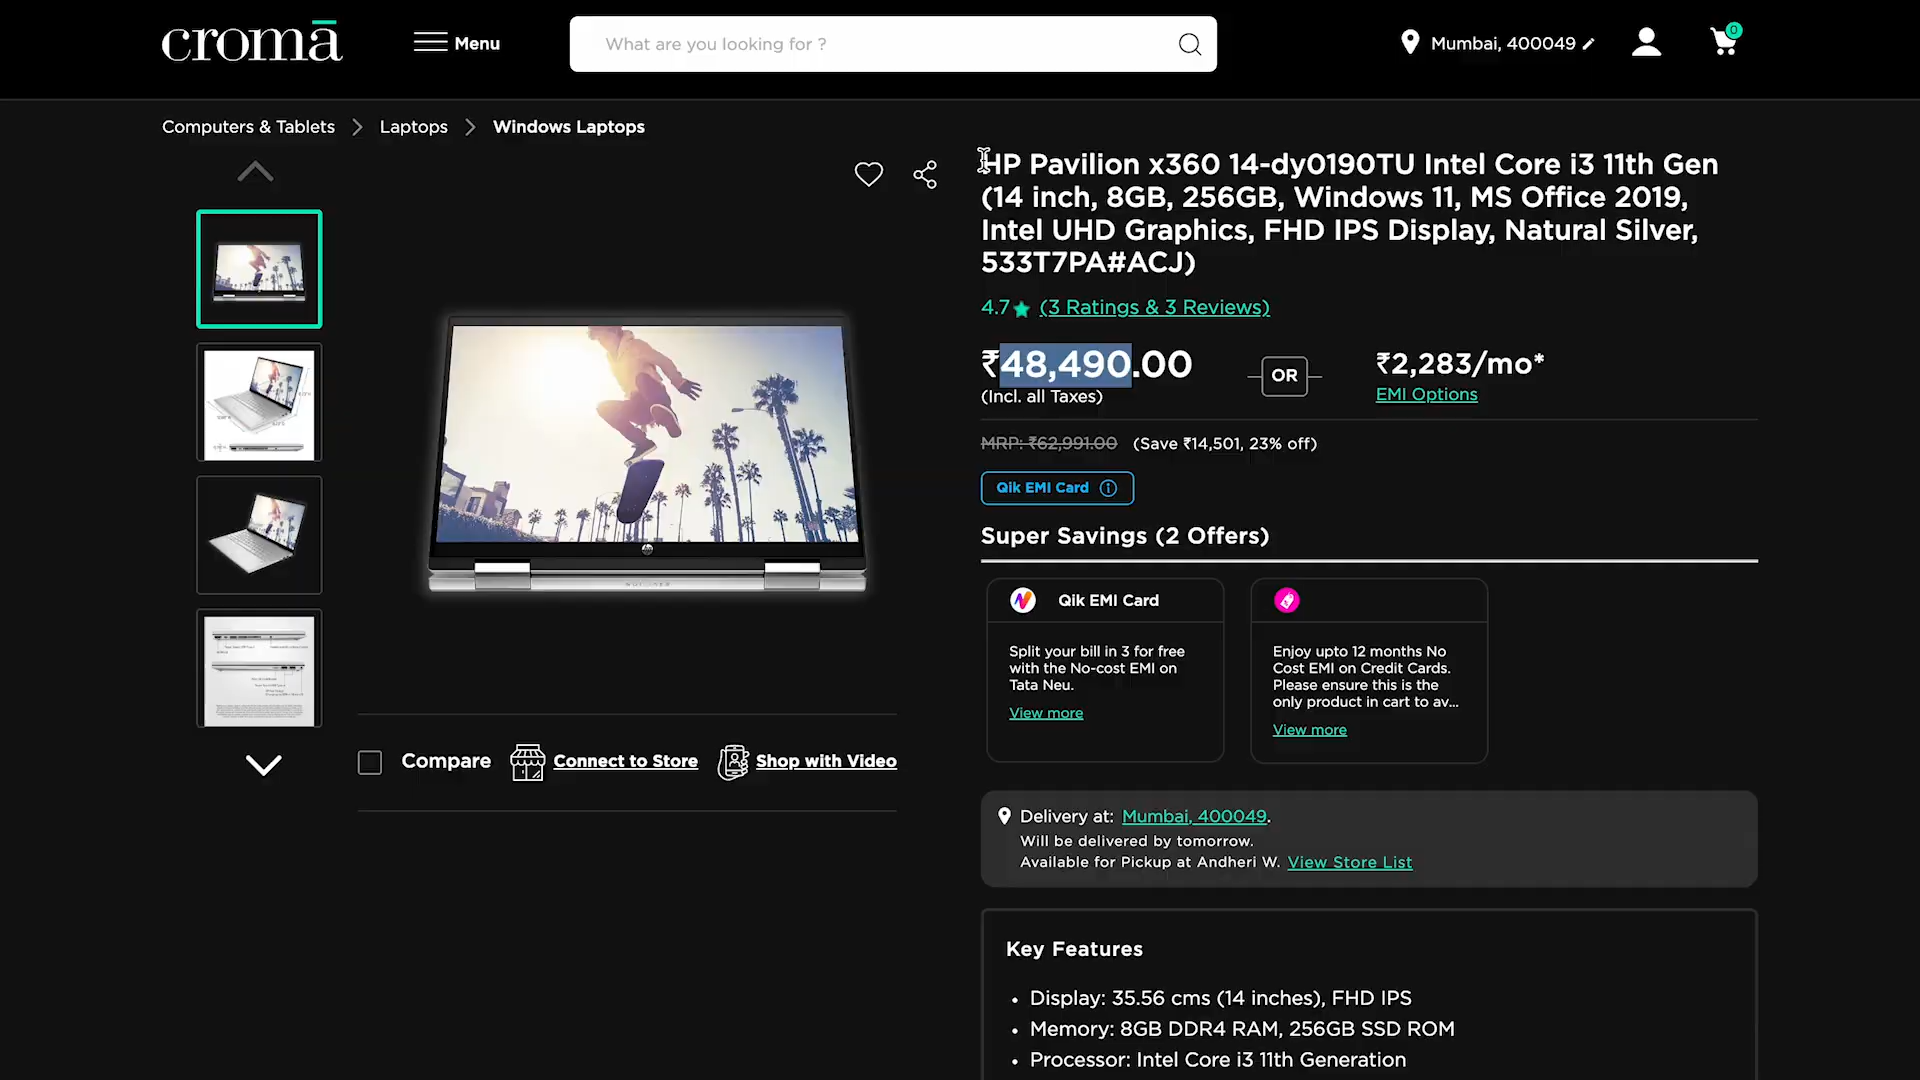 cromā
Menu
What are you looking for ?
Mumbai, 400049
0
Computers & Tablets
Laptops
Windows Laptops
HP Pavilion x360 14-dy0190TU Intel Core i3 11th Gen
(14 inch, 8GB, 256GB, Windows 11, MS Office 2019,
Intel UHD Graphics, FHD IPS Display, Natural Silver,
533T7PA#ACJ)
4.7 (3 Ratings & 3 Reviews)
₹48,490.00
(Incl. all Taxes)
OR
₹2,283/mo*
EMI Options
MRP: ₹62,991.00 (Save ₹14,501, 23% off)
Qik EMI Card
Super Savings (2 Offers)
Qik EMI Card
Split your bill in 3 for free
with the No-cost EMI on
Tata Neu.
View more
Enjoy upto 12 months No
Cost EMI on Credit Cards.
Please ensure this is the
only product in cart to av...
View more
Compare
Connect to Store
Shop with Video
Delivery at: Mumbai, 400049.
Will be delivered by tomorrow.
Available for Pickup at Andheri W. View Store List
Key Features
• Display: 35.56 cms (14 inches), FHD IPS
• Memory: 8GB DDR4 RAM, 256GB SSD ROM
• Processor: Intel Core i3 11th Generation